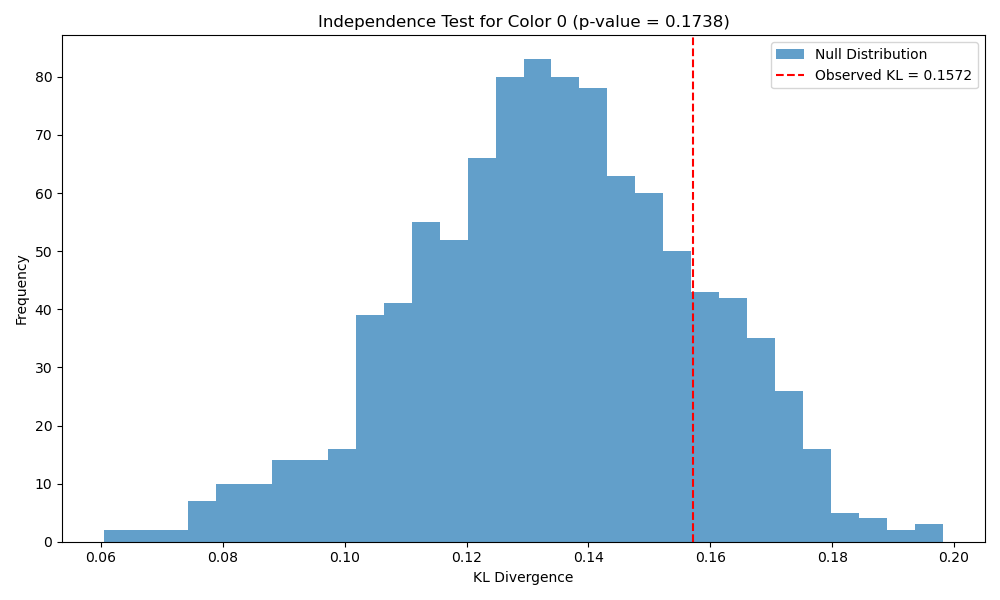 Independence Test for Color 0 (p-value = 0.1738)
Null Distribution
Observed KL = 0.1572
Frequency
80
70
60
50
40
30
20
10
0
0.06 0.08 0.10 0.12 0.14 0.16 0.18 0.20
KL Divergence